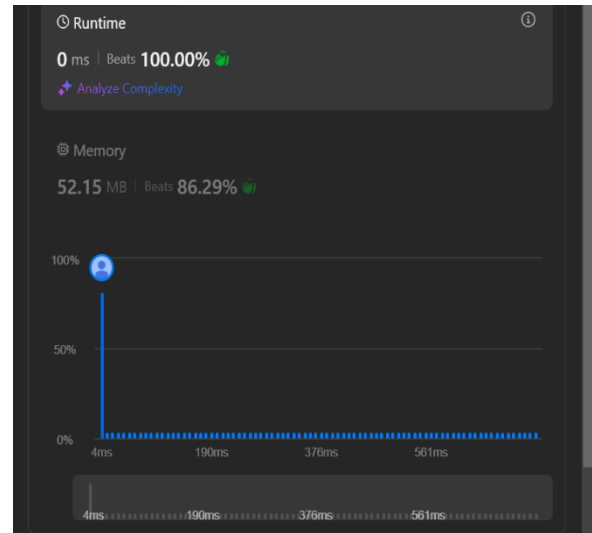 Runtime
0 ms | Beats 100.00%
Analyze Complexity
Memory
52.15 MB | Beats 86.29%
100%
50%
0%
4ms 190ms 376ms 561ms
4ms 190ms 376ms 561ms